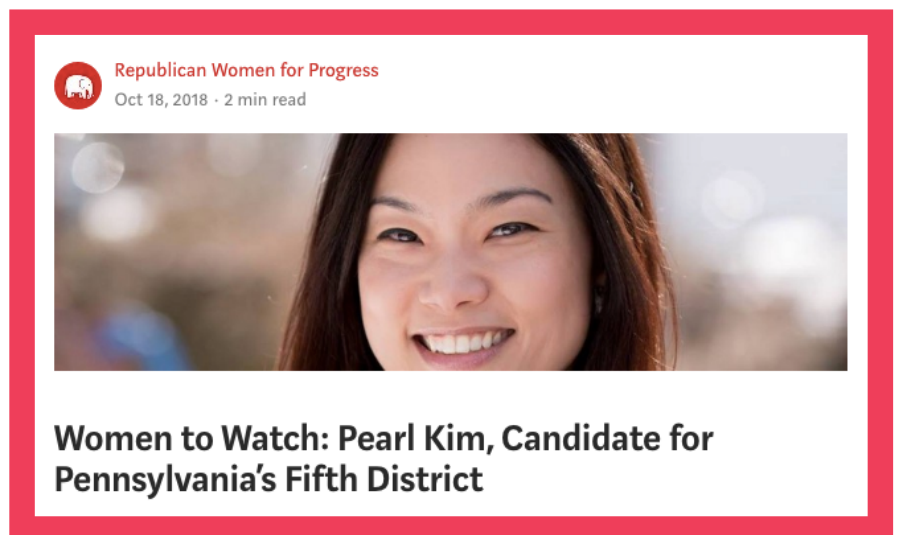 Republican Women for Progress
Oct 18, 2018 · 2 min read
Women to Watch: Pearl Kim, Candidate for
Pennsylvania’s Fifth District